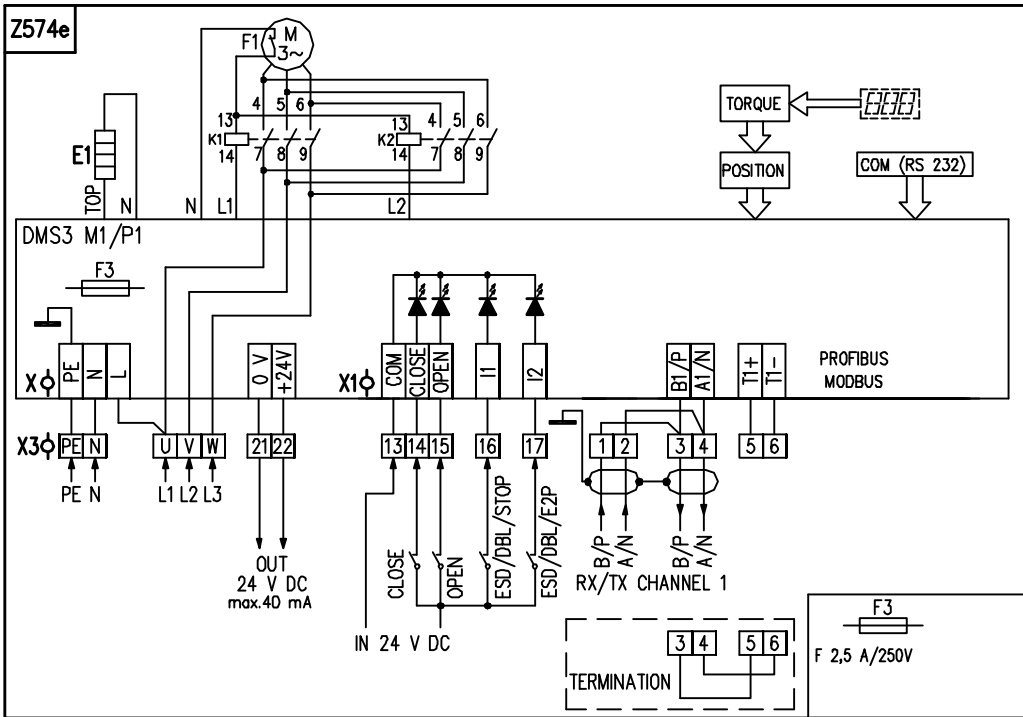 Z574e
F1
M
3~
4 5 6
13
K1
14
7 8 9
13
K2
14
4 5 6
7 8 9
TORQUE
POSITION
COM (RS 232)
E1
TOP
N
N
L1
L2
DMS3 M1/P1
F3
X
PE
N
L
0 V
+24V
X1
COM
CLOSE
OPEN
I1
I2
B1/P
A1/N
T1+
T1-
PROFIBUS
MODBUS
X3
PE N
U V W
21 22
13 14 15
16
17
1 2
3 4
5 6
PE N
L1 L2 L3
OUT
24 V DC
max.40 mA
CLOSE
OPEN
ESD/DBL/STOP
ESD/DBL/E2P
IN 24 V DC
B/P
A/N
B/P
A/N
RX/TX CHANNEL 1
TERMINATION
3 4
5 6
F3
F 2,5 A/250V